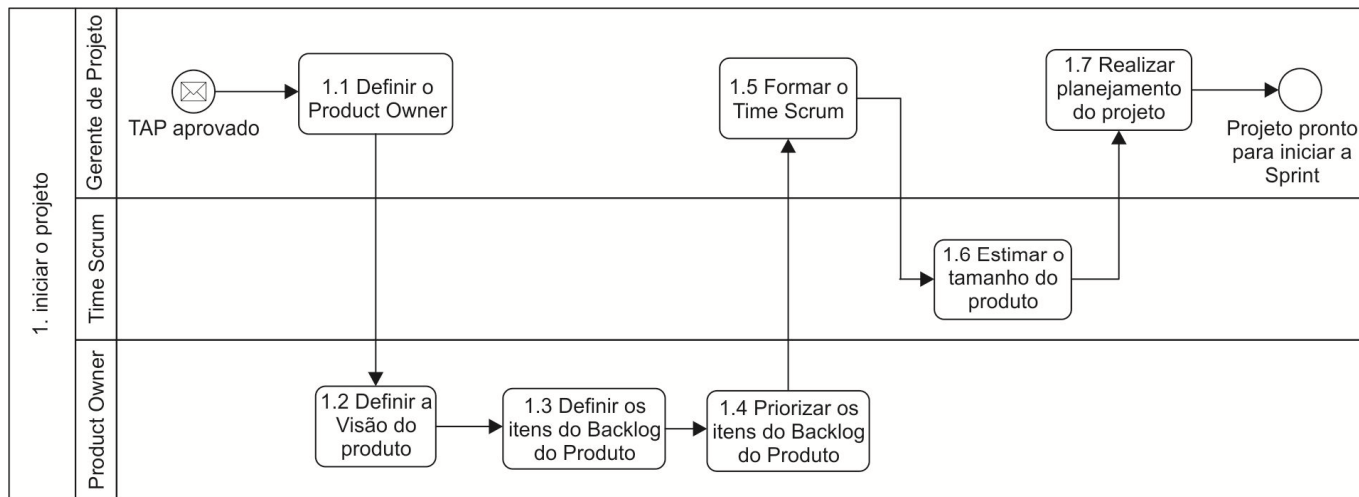 1. iniciar o projeto
Gerente de Projeto
TAP aprovado
1.1 Definir o
Product Owner
1.5 Formar o
Time Scrum
1.7 Realizar
planejamento
do projeto
Projeto pronto
para iniciar a
Sprint
Time Scrum
1.6 Estimar o
tamanho do
produto
Product Owner
1.2 Definir a
Visão do
produto
1.3 Definir os
itens do Backlog
do Produto
1.4 Priorizar os
itens do Backlog
do Produto